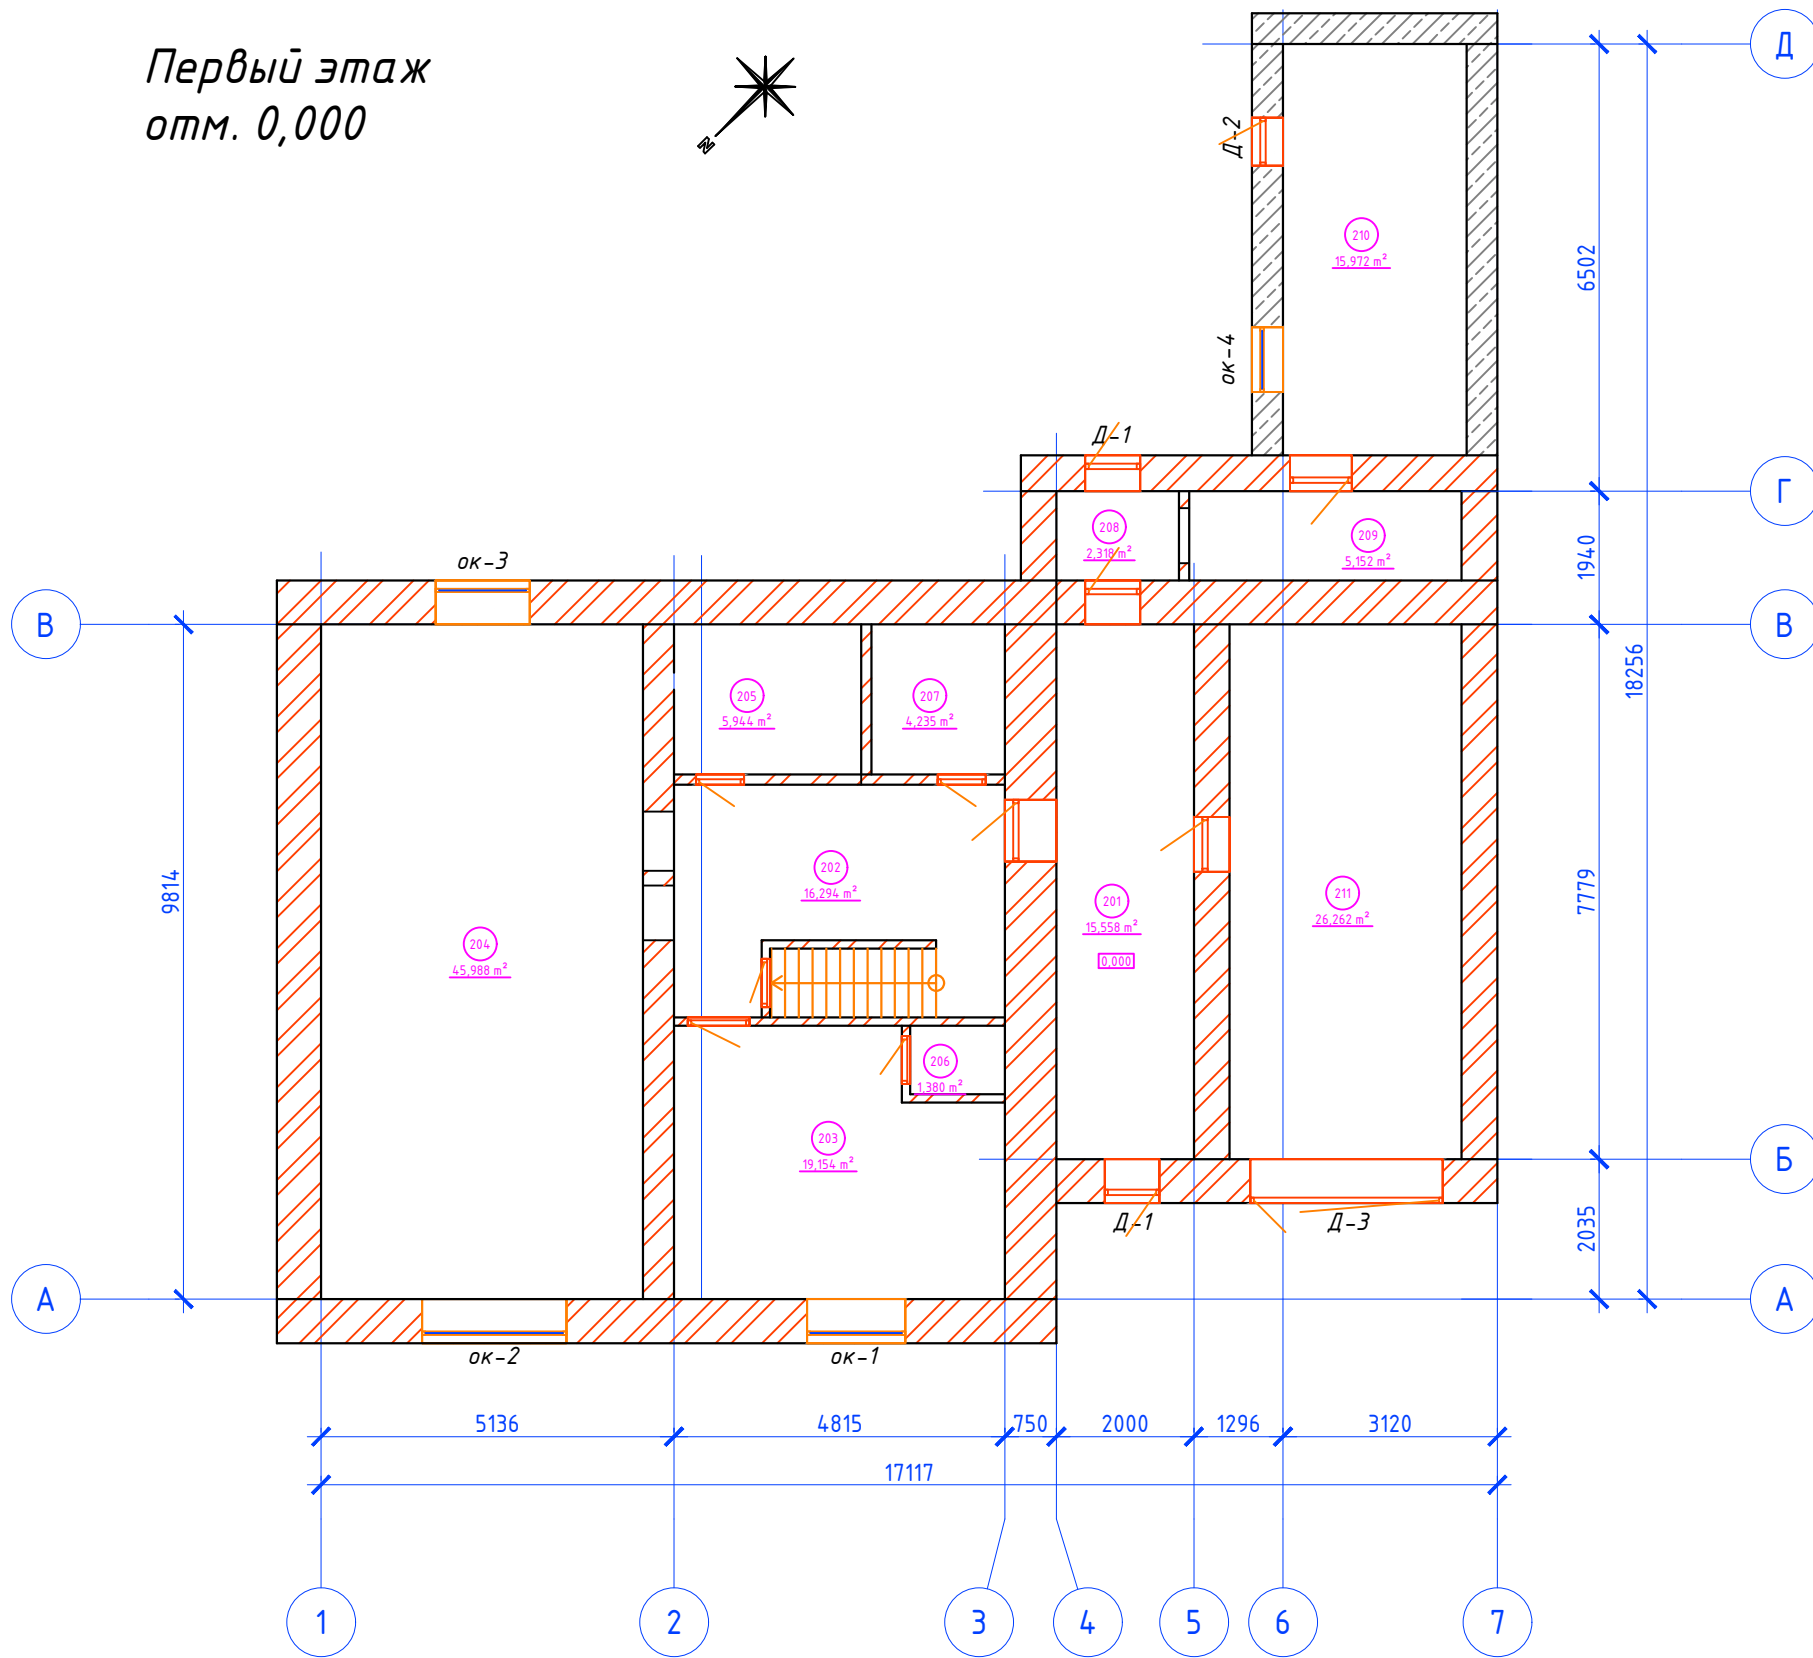 Первый этаж
отм. 0,000
N
Д
Д-2
210
15,972 m²
6502
ок-4
Д-1
Г
208
2,318 m²
209
5,152 m²
1940
ок-3
В
В
18256
205
5,944 m²
207
4,235 m²
202
16,294 m²
9814
7779
201
15,558 m²
0,000
211
26,262 m²
204
45,988 m²
206
1,380 m²
203
19,154 m²
Б
Д-1
Д-3
2035
А
А
ок-2
ок-1
5136
4815
750
2000
1296
3120
17117
1
2
3
4
5
6
7